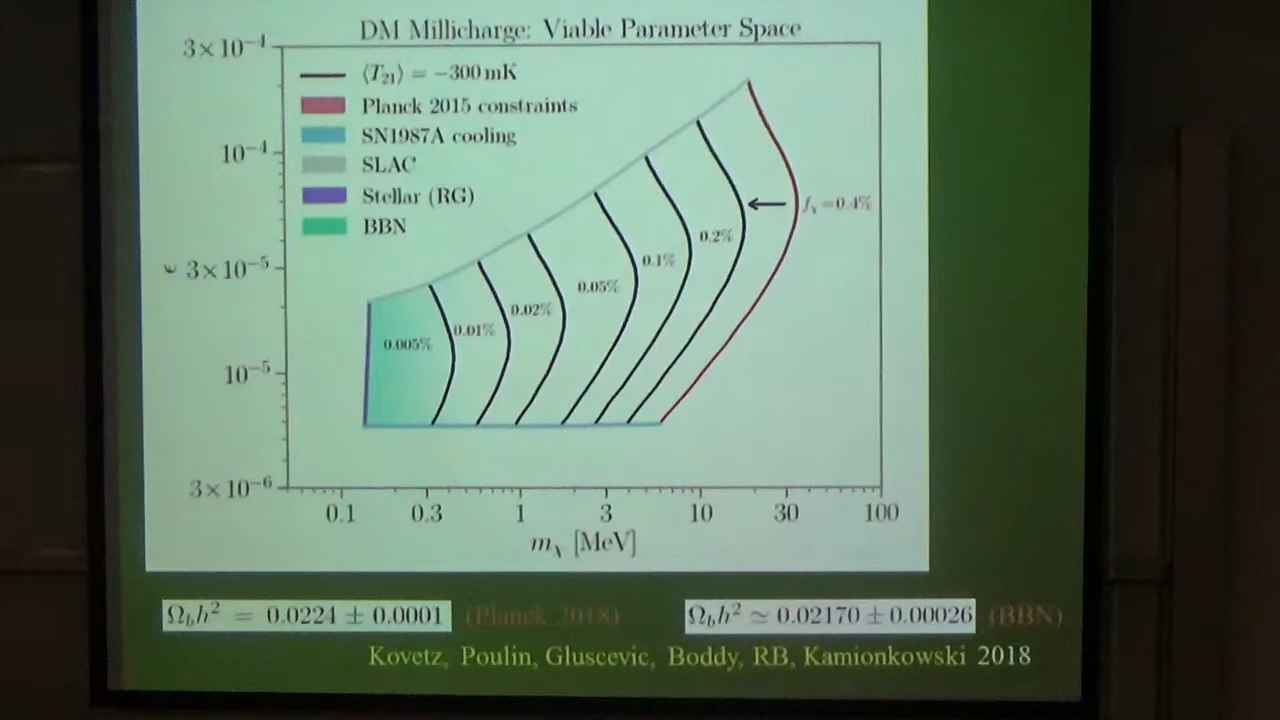 DM Millicharge: Viable Parameter Space
3×10⁻⁴
10⁻⁴
3×10⁻⁵
10⁻⁵
3×10⁻⁶
ϵ
⟨T₂₁⟩ = −300 mK
Planck 2015 constraints
SN1987A cooling
SLAC
Stellar (RG)
BBN
f_χ=0.4%
0.2%
0.1%
0.05%
0.02%
0.01%
0.005%
0.1 0.3 1 3 10 30 100
m_χ [MeV]
Ω_b h² = 0.0224 ± 0.0001 (Planck 2018) Ω_b h² ≃ 0.02170 ± 0.00026 (BBN)
Kovetz, Poulin, Gluscevic, Boddy, RB, Kamionkowski 2018